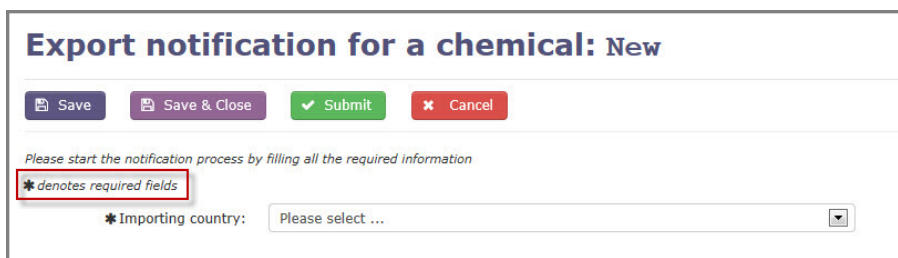 Export notification for a chemical: New
Save Save & Close Submit Cancel
Please start the notification process by filling all the required information
✱ denotes required fields
✱ Importing country: Please select ...